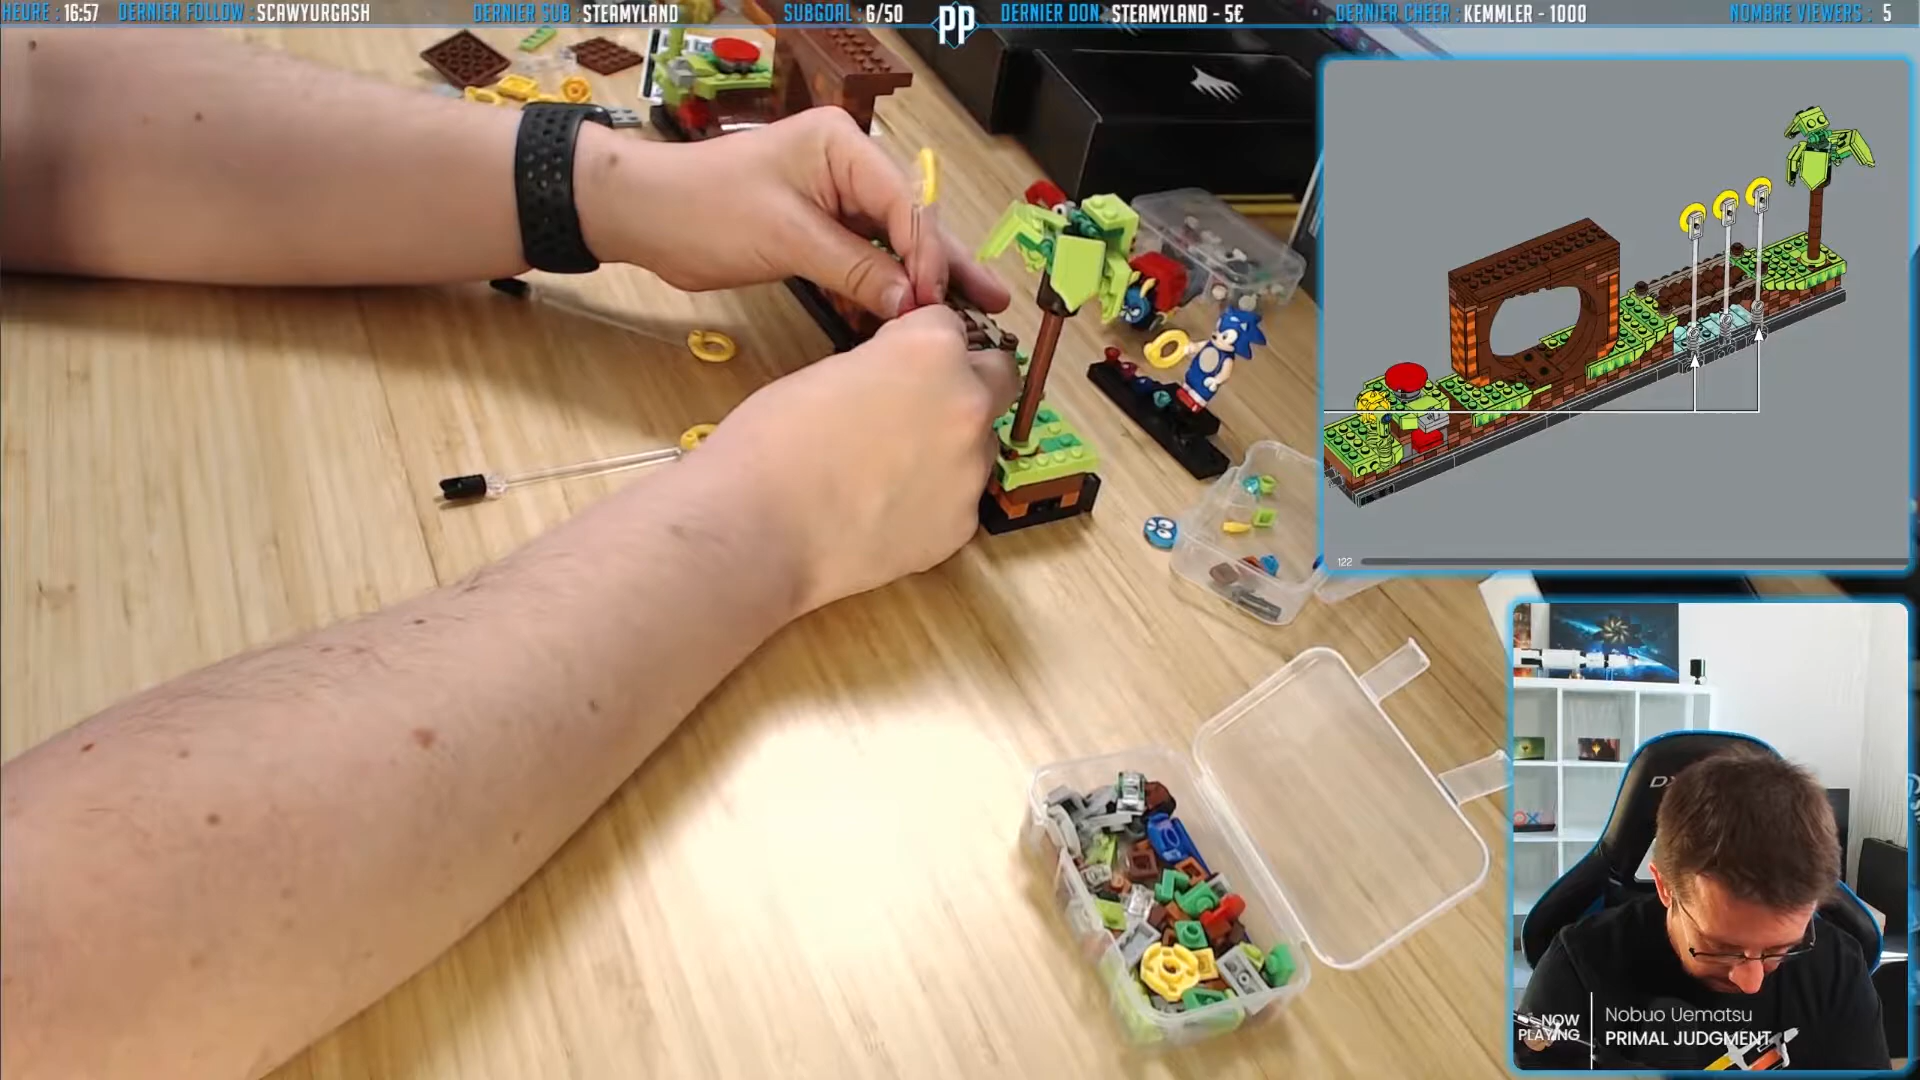 HEURE : 16:57 DERNIER FOLLOW : SCAWYURGASH DERNIER SUB : STEAMYLAND SUBGOAL : 6/50 PP DERNIER DON : STEAMYLAND - 5€ DERNIER CHEER : KEMMLER - 1000 NOMBRE VIEWERS : 5
122
NOW PLAYING
Nobuo Uematsu
PRIMAL JUDGMENT